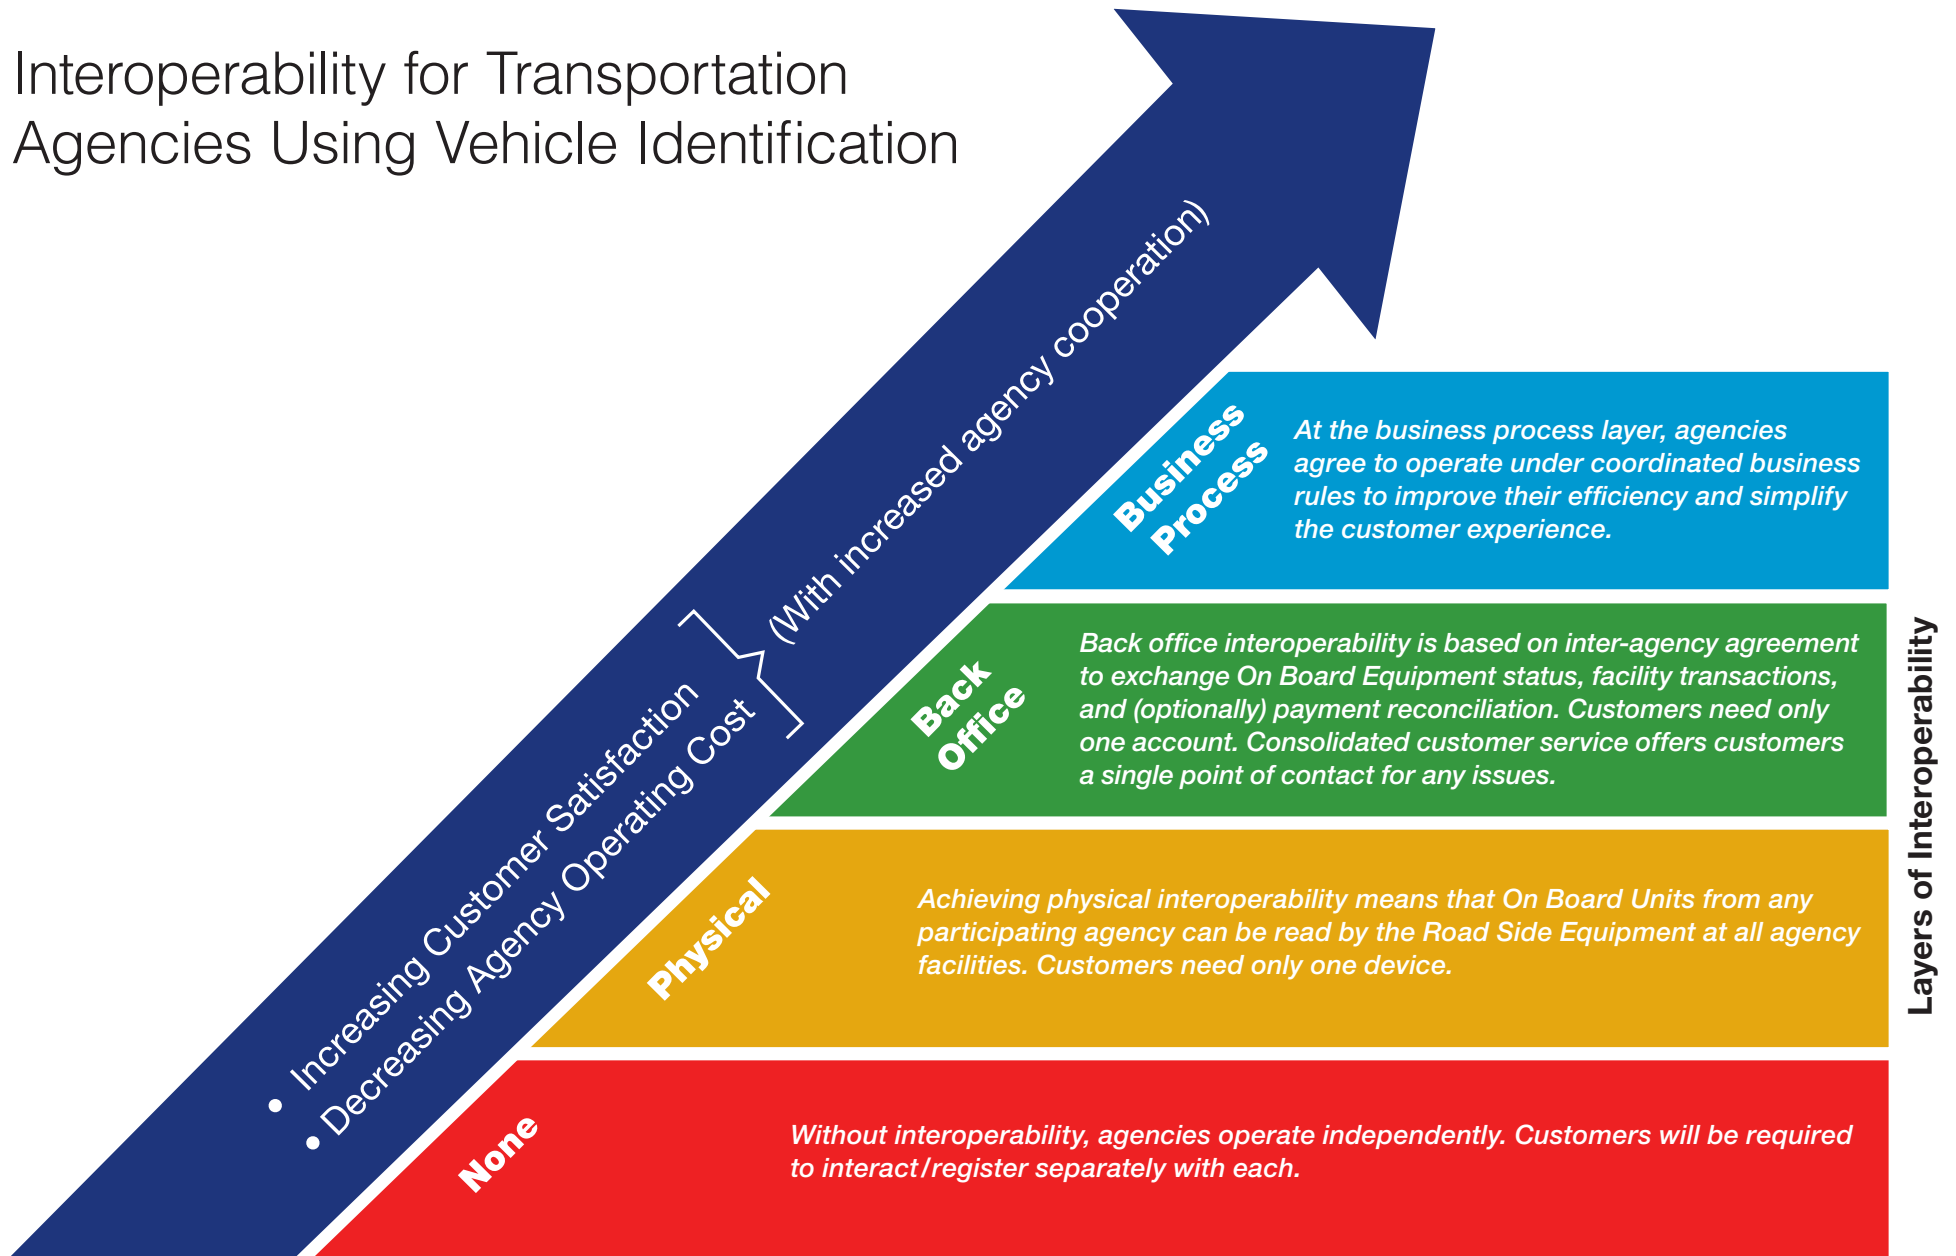 Interoperability for Transportation
Agencies Using Vehicle Identification
• Increasing Customer Satisfaction
• Decreasing Agency Operating Cost
(With increased agency cooperation)
Business
Process
At the business process layer, agencies
agree to operate under coordinated business
rules to improve their efficiency and simplify
the customer experience.
Back
Office
Back office interoperability is based on inter-agency agreement
to exchange On Board Equipment status, facility transactions,
and (optionally) payment reconciliation. Customers need only
one account. Consolidated customer service offers customers
a single point of contact for any issues.
Physical
Achieving physical interoperability means that On Board Units from any
participating agency can be read by the Road Side Equipment at all agency
facilities. Customers need only one device.
None
Without interoperability, agencies operate independently. Customers will be required
to interact/register separately with each.
Layers of Interoperability